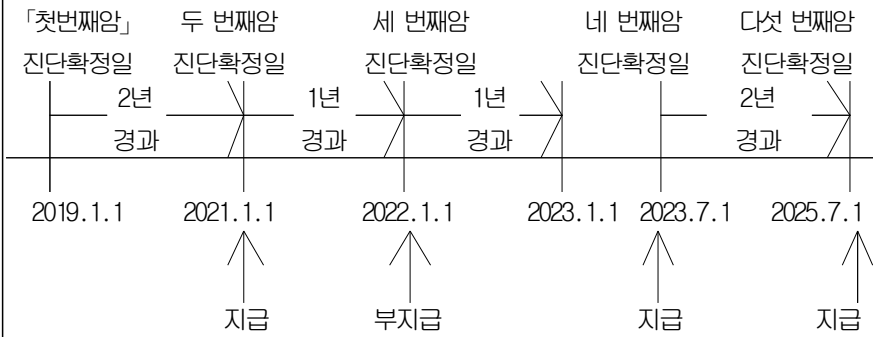 「첫번째암」 두 번째암 세 번째암 네 번째암 다섯 번째암
진단확정일 진단확정일 진단확정일 진단확정일 진단확정일
2년 1년 1년 2년
경과 경과 경과 경과
2019.1.1 2021.1.1 2022.1.1 2023.1.1 2023.7.1 2025.7.1
지급 부지급 지급 지급